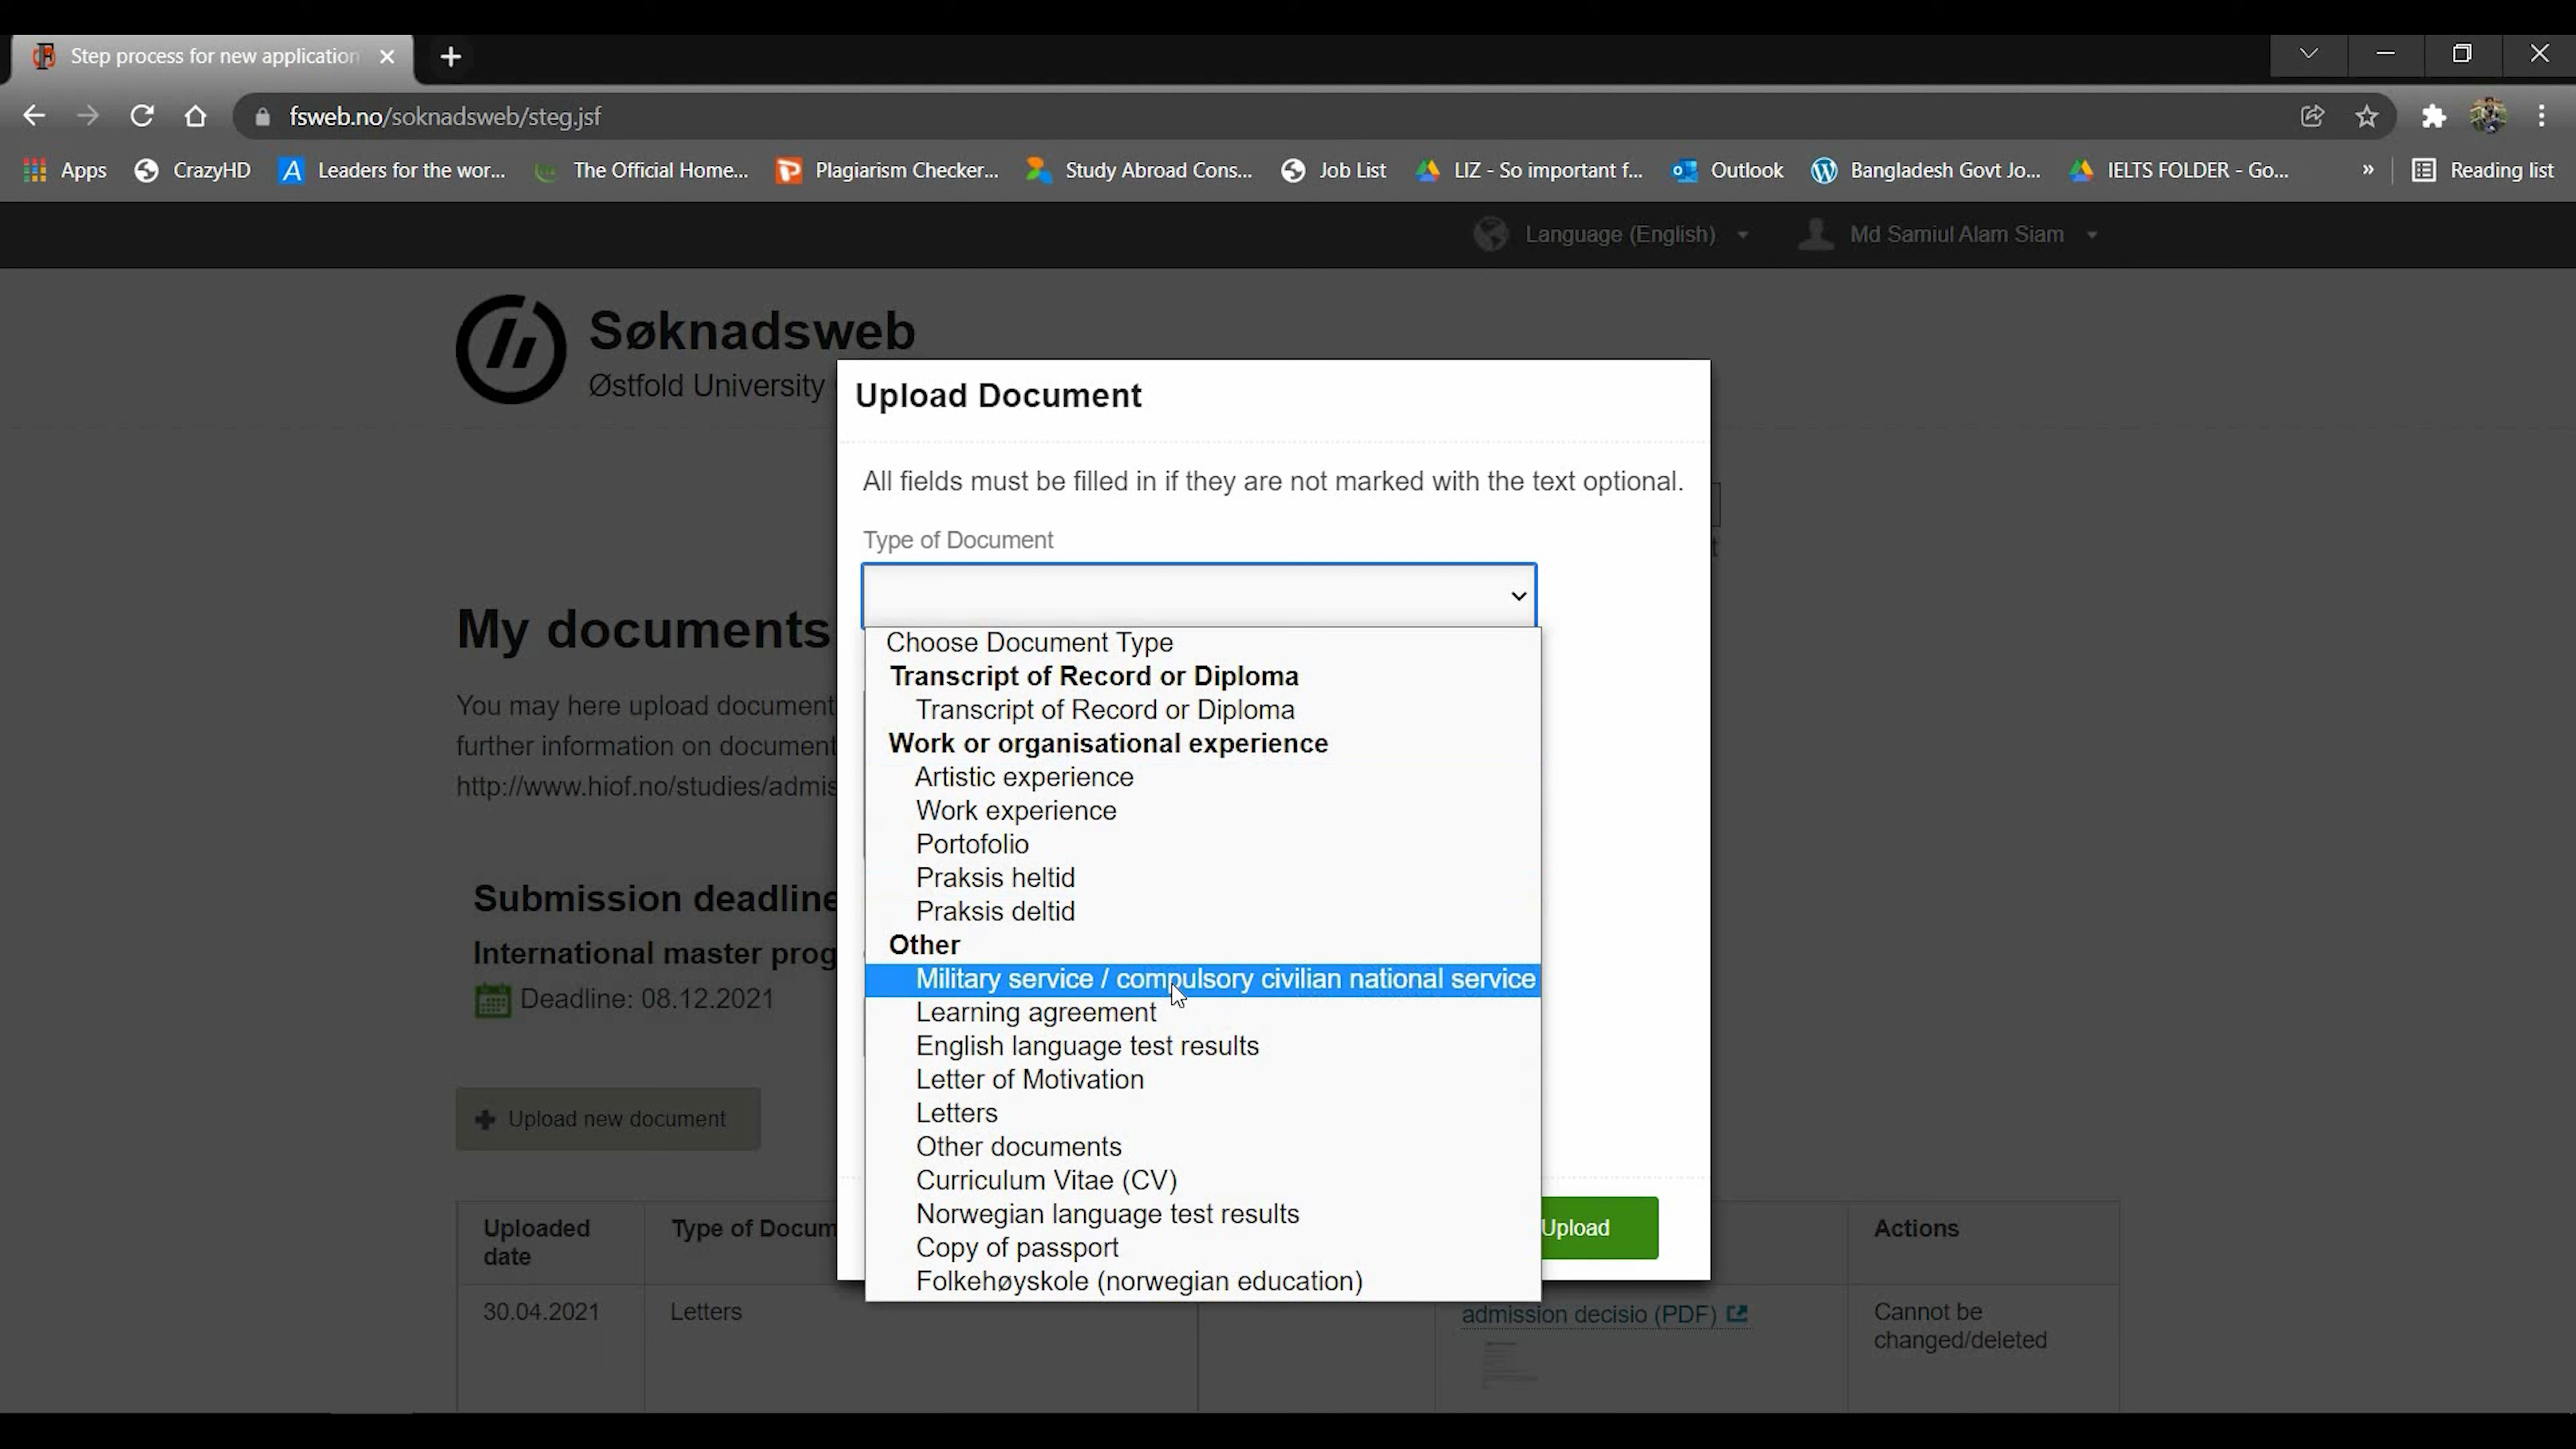 Step process for new application
fsweb.no/soknadsweb/steg.jsf
Apps CrazyHD Leaders for the wor... The Official Home... Plagiarism Checker... Study Abroad Cons... Job List LIZ - So important f... Outlook Bangladesh Govt Jo... IELTS FOLDER - Go... » Reading list
Language (English) Md Samiul Alam Siam
Søknadsweb
Østfold University
Upload Document
All fields must be filled in if they are not marked with the text optional.
Type of Document
My documents
You may here upload document
further information on document
http://www.hiof.no/studies/admis
Submission deadline
International master prog
Deadline: 08.12.2021
Upload new document
Choose Document Type
Transcript of Record or Diploma
Transcript of Record or Diploma
Work or organisational experience
Artistic experience
Work experience
Portofolio
Praksis heltid
Praksis deltid
Other
Military service / compulsory civilian national service
Learning agreement
English language test results
Letter of Motivation
Letters
Other documents
Curriculum Vitae (CV)
Norwegian language test results
Copy of passport
Folkehøyskole (norwegian education)
Upload
Uploaded date Type of Docum Actions
30.04.2021 Letters admission decisio (PDF) Cannot be
changed/deleted